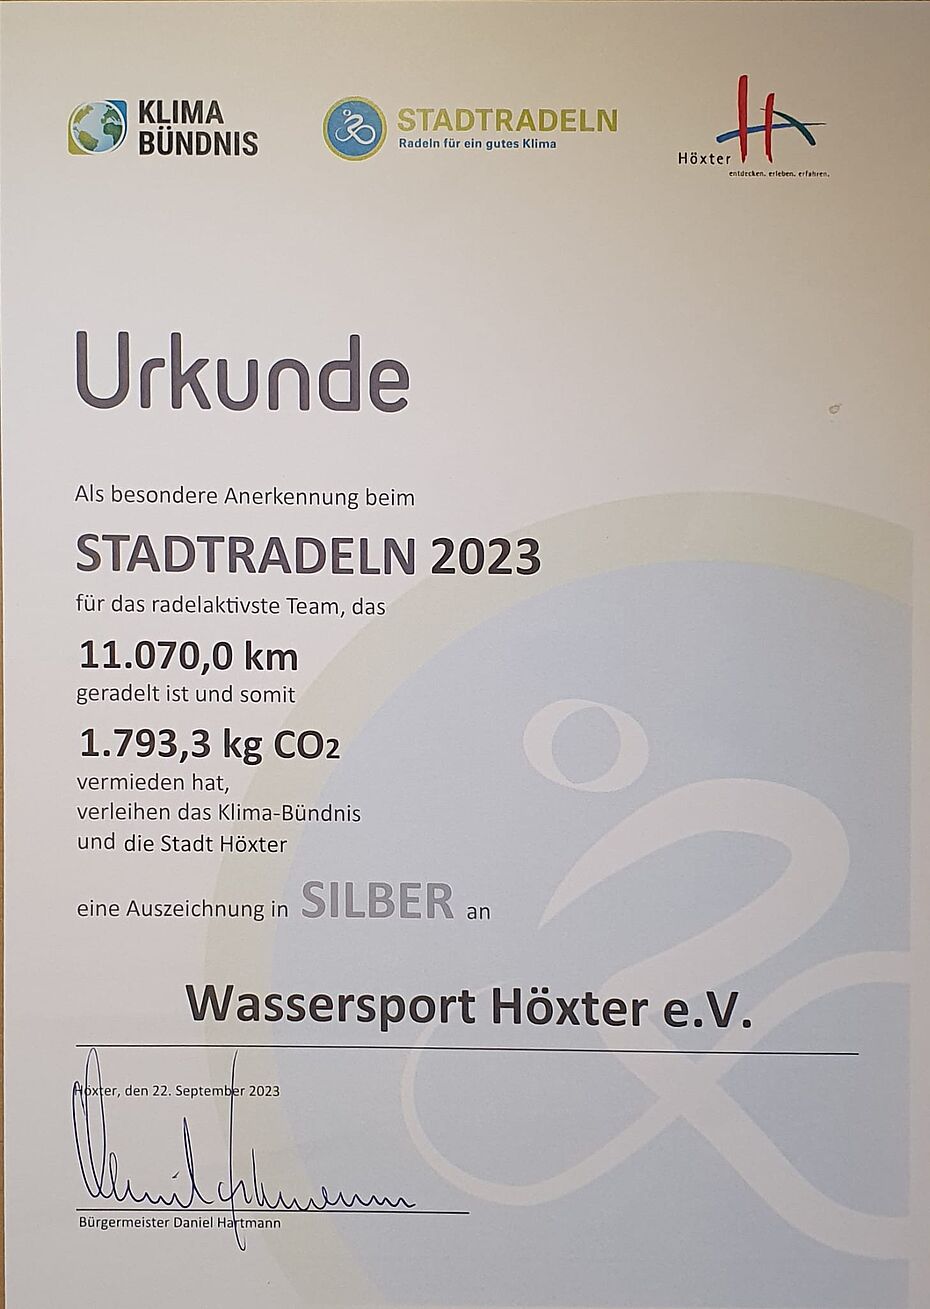 KLIMA
BÜNDNIS
STADTRADELN
Radeln für ein gutes Klima
Höxter
entdecken. erleben. erfahren.
Urkunde
Als besondere Anerkennung beim
STADTRADELN 2023
für das radelaktivste Team, das
11.070,0 km
geradelt ist und somit
1.793,3 kg CO2
vermieden hat,
verleihen das Klima-Bündnis
und die Stadt Höxter
eine Auszeichnung in SILBER an
Wassersport Höxter e.V.
Höxter, den 22. September 2023
Bürgermeister Daniel Hartmann